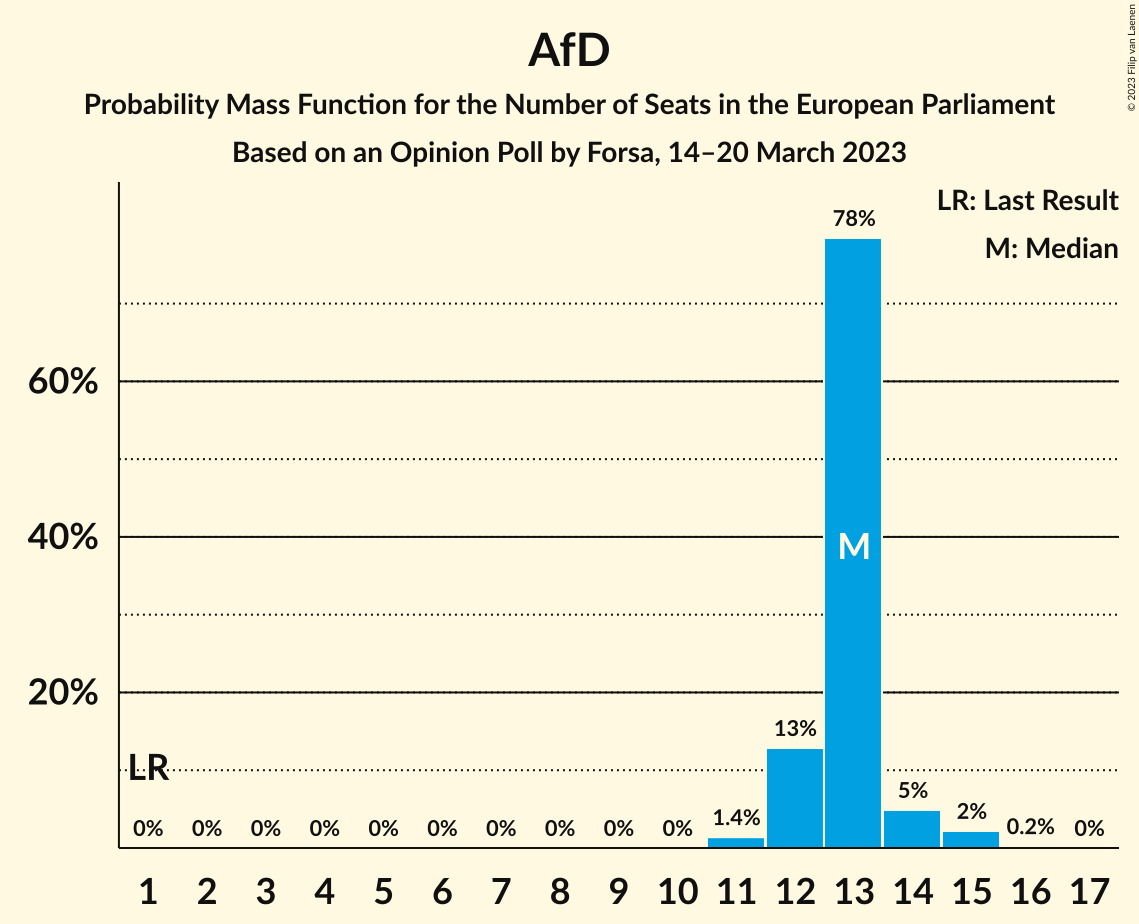 AfD
Probability Mass Function for the Number of Seats in the European Parliament
Based on an Opinion Poll by Forsa, 14–20 March 2023
© 2023 Filip van Laenen
LR: Last Result
M: Median
78%
60%
40%
M
20%
13%
LR
5%
2%
1.4%
0% 0% 0% 0% 0% 0% 0% 0% 0% 0% 0.2% 0%
1 2 3 4 5 6 7 8 9 10 11 12 13 14 15 16 17